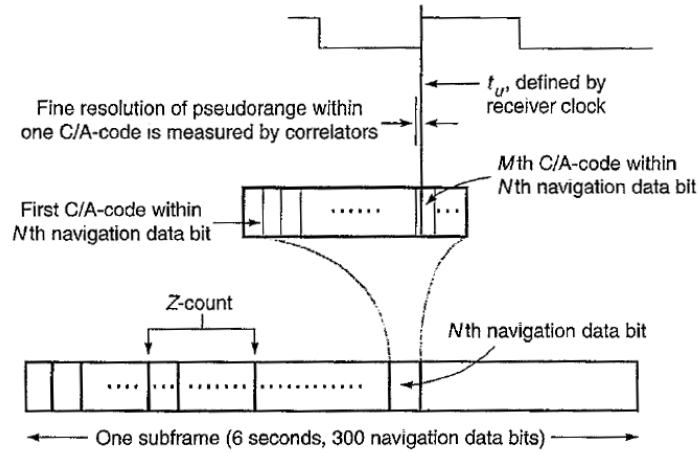 t_u, defined by
receiver clock
Fine resolution of pseudorange within
one C/A-code is measured by correlators
Mth C/A-code within
Nth navigation data bit
First C/A-code within
Nth navigation data bit
Z-count
Nth navigation data bit
One subframe (6 seconds, 300 navigation data bits)